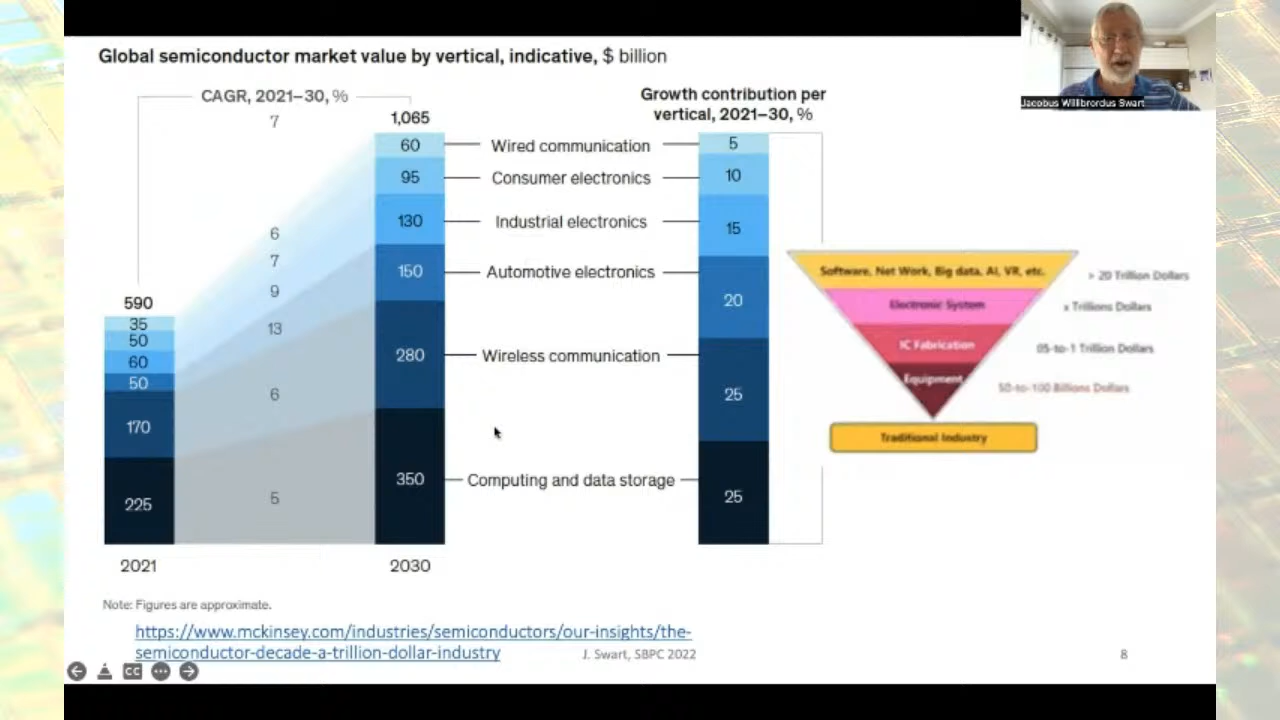 Global semiconductor market value by vertical, indicative, $ billion
CAGR, 2021–30, %
7
6
7
9
13
6
5
590
35
50
60
50
170
225
2021
1,065
60
95
130
150
280
350
2030
Wired communication
Consumer electronics
Industrial electronics
Automotive electronics
Wireless communication
Computing and data storage
Growth contribution per
vertical, 2021–30, %
5
10
15
20
25
25
Software, Net Work, Big data, AI, VR, etc.
> 20 Trillion Dollars
Electronic System
x Trillions Dollars
IC Fabrication
05-to-1 Trillion Dollars
Equipment
50-to-100 Billions Dollars
Traditional Industry
Jacobus Willibrordus Swart
Note: Figures are approximate.
https://www.mckinsey.com/industries/semiconductors/our-insights/the-
semiconductor-decade-a-trillion-dollar-industry
J. Swart, SBPC 2022
8
CC